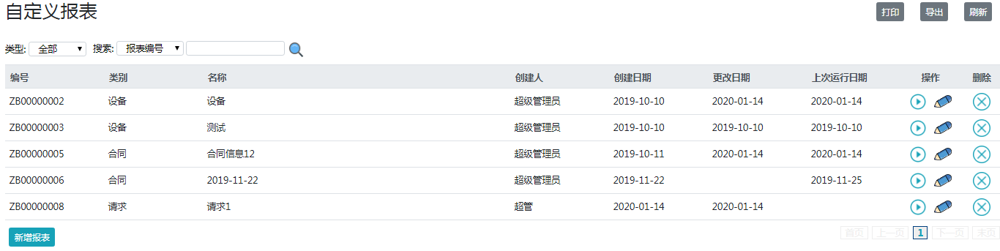 自定义报表 打印 导出 刷新
类型: 全部 搜索: 报表编号
编号 类别 名称 创建人 创建日期 更改日期 上次运行日期 操作 删除
ZB00000002 设备 设备 超级管理员 2019-10-10 2020-01-14 2020-01-14
ZB00000003 设备 测试 超级管理员 2019-10-10 2019-10-10 2019-10-10
ZB00000005 合同 合同信息12 超级管理员 2019-10-11 2020-01-14 2020-01-14
ZB00000006 合同 2019-11-22 超级管理员 2019-11-22 2019-11-25
ZB00000008 请求 请求1 超管 2020-01-14 2020-01-14
新增报表 首页 上一页 1 下一页 末页